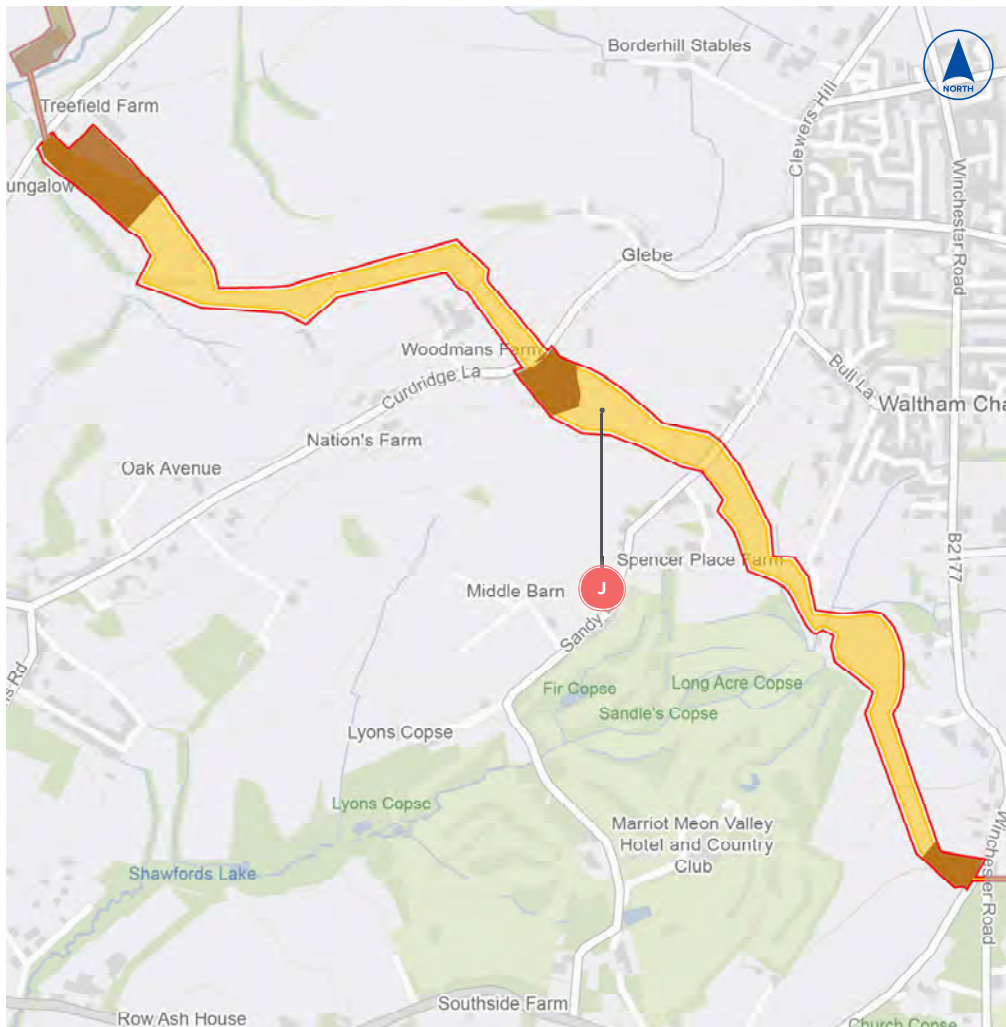 Borderhill Stables
NORTH
Treefield Farm
Clewers Hill
Winchester Road
ungalow
Glebe
Woodmans Farm
Curdridge La
Bull La
Waltham Cha
Nation's Farm
Oak Avenue
B2177
Spencer Place Farm
Middle Barn
J
Sandy
Fir Copse
Long Acre Copse
Sandle's Copse
ns Rd
Lyons Copse
Lyons Copse
Marriot Meon Valley
Hotel and Country
Club
Shawfords Lake
Winchester Road
Southside Farm
Row Ash House
Church Copse